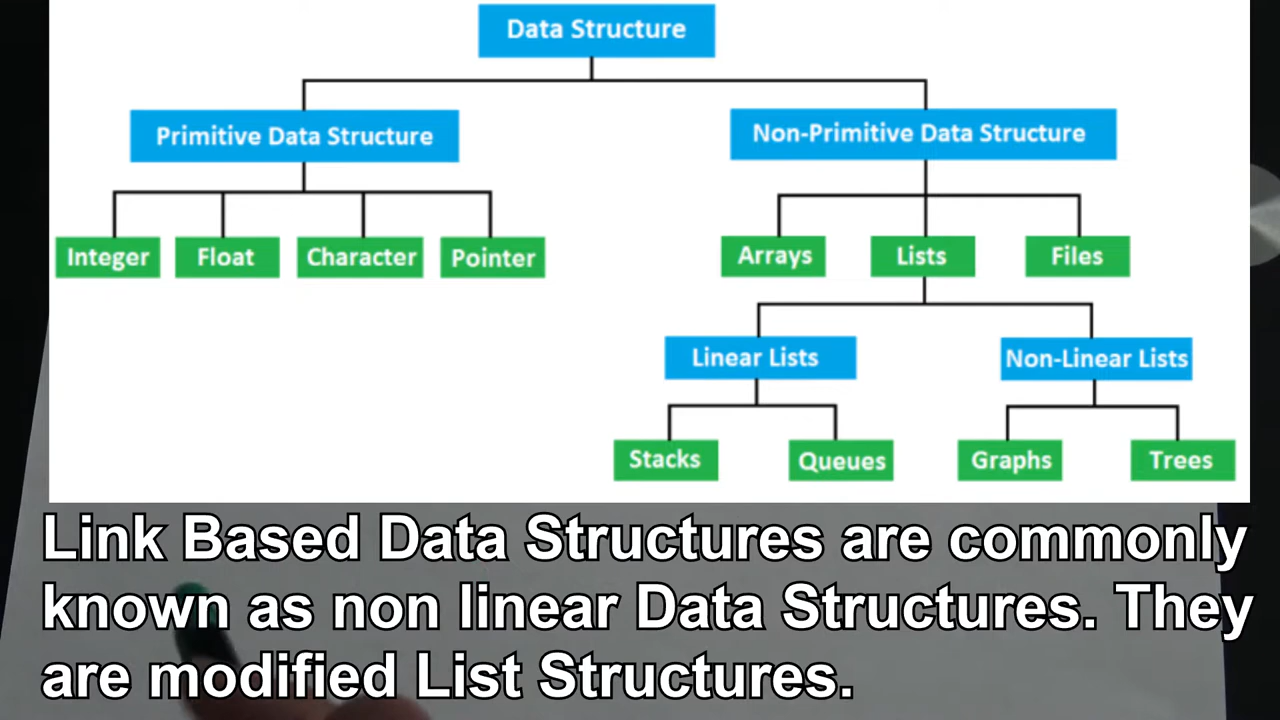 Data Structure
Primitive Data Structure
Non-Primitive Data Structure
Integer
Float
Character
Pointer
Arrays
Lists
Files
Linear Lists
Non-Linear Lists
Stacks
Queues
Graphs
Trees
Link Based Data Structures are commonly
known as non linear Data Structures. They
are modified List Structures.